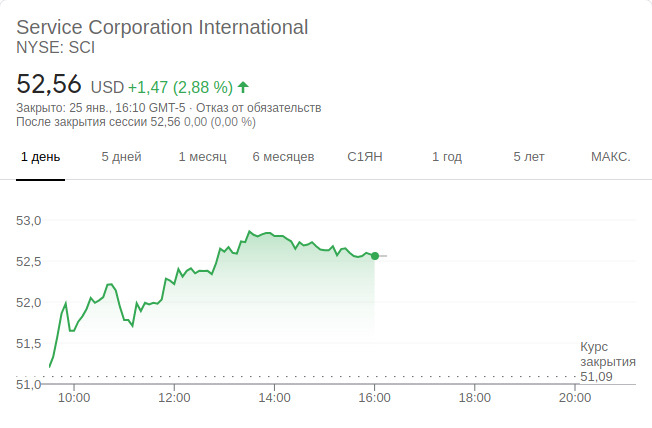 Service Corporation International
NYSE: SCI
52,56 USD +1,47 (2,88 %)
Закрыто: 25 янв., 16:10 GMT-5 · Отказ от обязательств
После закрытия сессии 52,56 0,00 (0,00 %)
1 день 5 дней 1 месяц 6 месяцев С1ЯН 1 год 5 лет МАКС.
53,0
52,5
52,0
51,5
51,0
Курс
закрытия
51,09
10:00 12:00 14:00 16:00 18:00 20:00